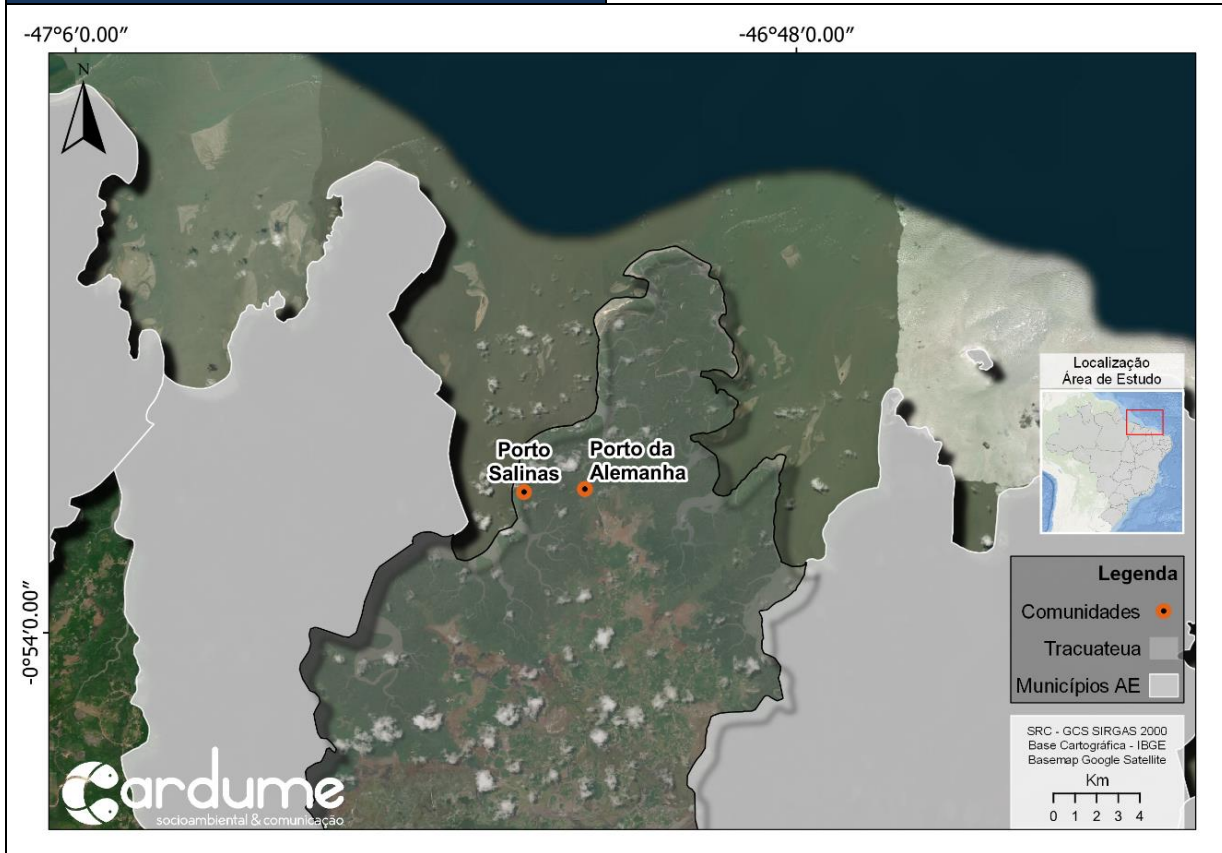 -47°6′0.00″
-46°48′0.00″
N
Localização
Área de Estudo
Porto
Salinas
Porto da
Alemanha
Legenda
Comunidades
Tracuateua
Municípios AE
-0°54′0.00″
SRC - GCS SIRGAS 2000
Base Cartográfica - IBGE
Basemap Google Satellite
Km
0 1 2 3 4
Cardume
socioambiental & comunicação